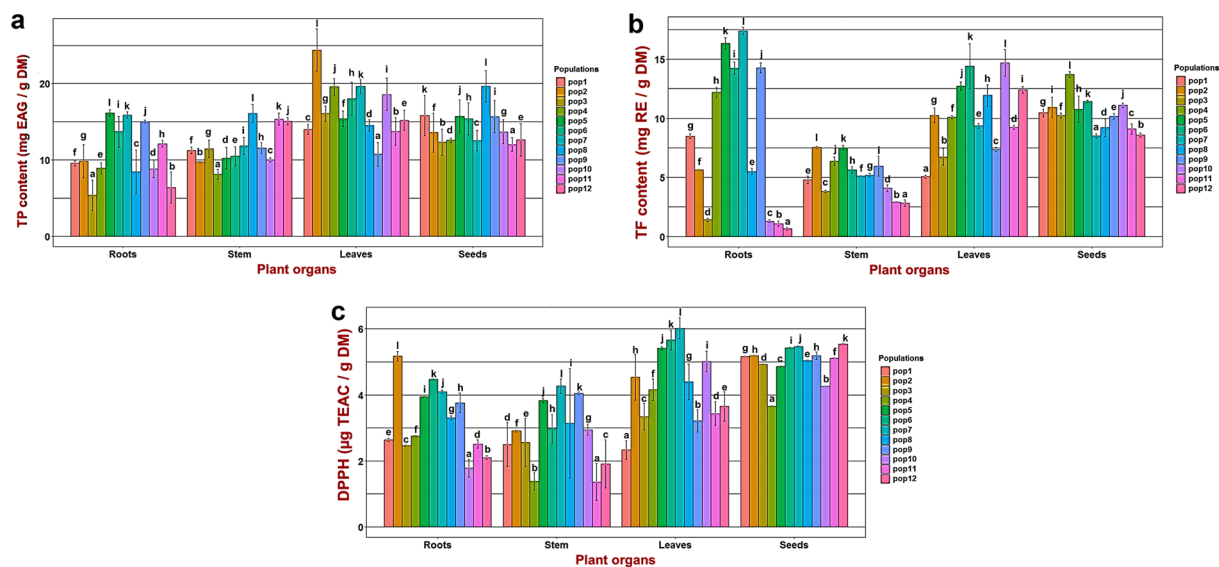 a
TP content (mg EAG / g DM)
20
10
0
f g a e l i k c j d h b
f b g a d e i l h c k j
c l g j f h k d a i b e
k f b d j h c l i g a e
Roots Stem Leaves Seeds
Plant organs
Populations
pop1
pop2
pop3
pop4
pop5
pop6
pop7
pop8
pop9
pop10
pop11
pop12
b
TF content (mg RE / g DM)
15
10
5
0
g f d h k i l e j c b a
e l c j k h f g i d b a
a g b f j k e h c l d i
g i f l h k a d e j c b
Roots Stem Leaves Seeds
Plant organs
Populations
pop1
pop2
pop3
pop4
pop5
pop6
pop7
pop8
pop9
pop10
pop11
pop12
c
DPPH (µg TEAC / g DM)
6
4
2
0
e l c f i k j g h a d b
d f e b j h l i k g a c
a h c f j k l g b i d e
g h d a c i j e h b f k
Roots Stem Leaves Seeds
Plant organs
Populations
pop1
pop2
pop3
pop4
pop5
pop6
pop7
pop8
pop9
pop10
pop11
pop12